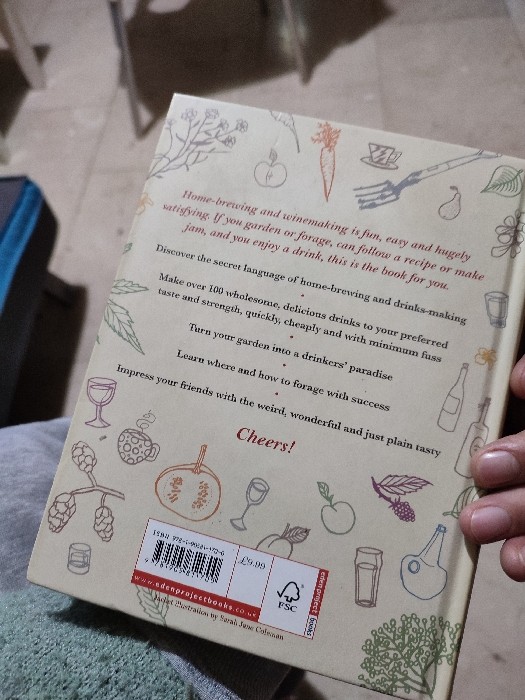 Home-brewing and winemaking is fun, easy and hugely
satisfying. If you garden or forage, can follow a recipe or make
jam, and you enjoy a drink, this is the book for you.
Discover the secret language of home-brewing and drinks-making
Make over 100 wholesome, delicious drinks to your preferred
taste and strength, quickly, cheaply and with minimum fuss
Turn your garden into a drinkers' paradise
Learn where and how to forage with success
Impress your friends with the weird, wonderful and just plain tasty
Cheers!
£9.99
FSC
eden project books
www.edenprojectbooks.co.uk
Jacket illustration by Sarah Jane Coleman